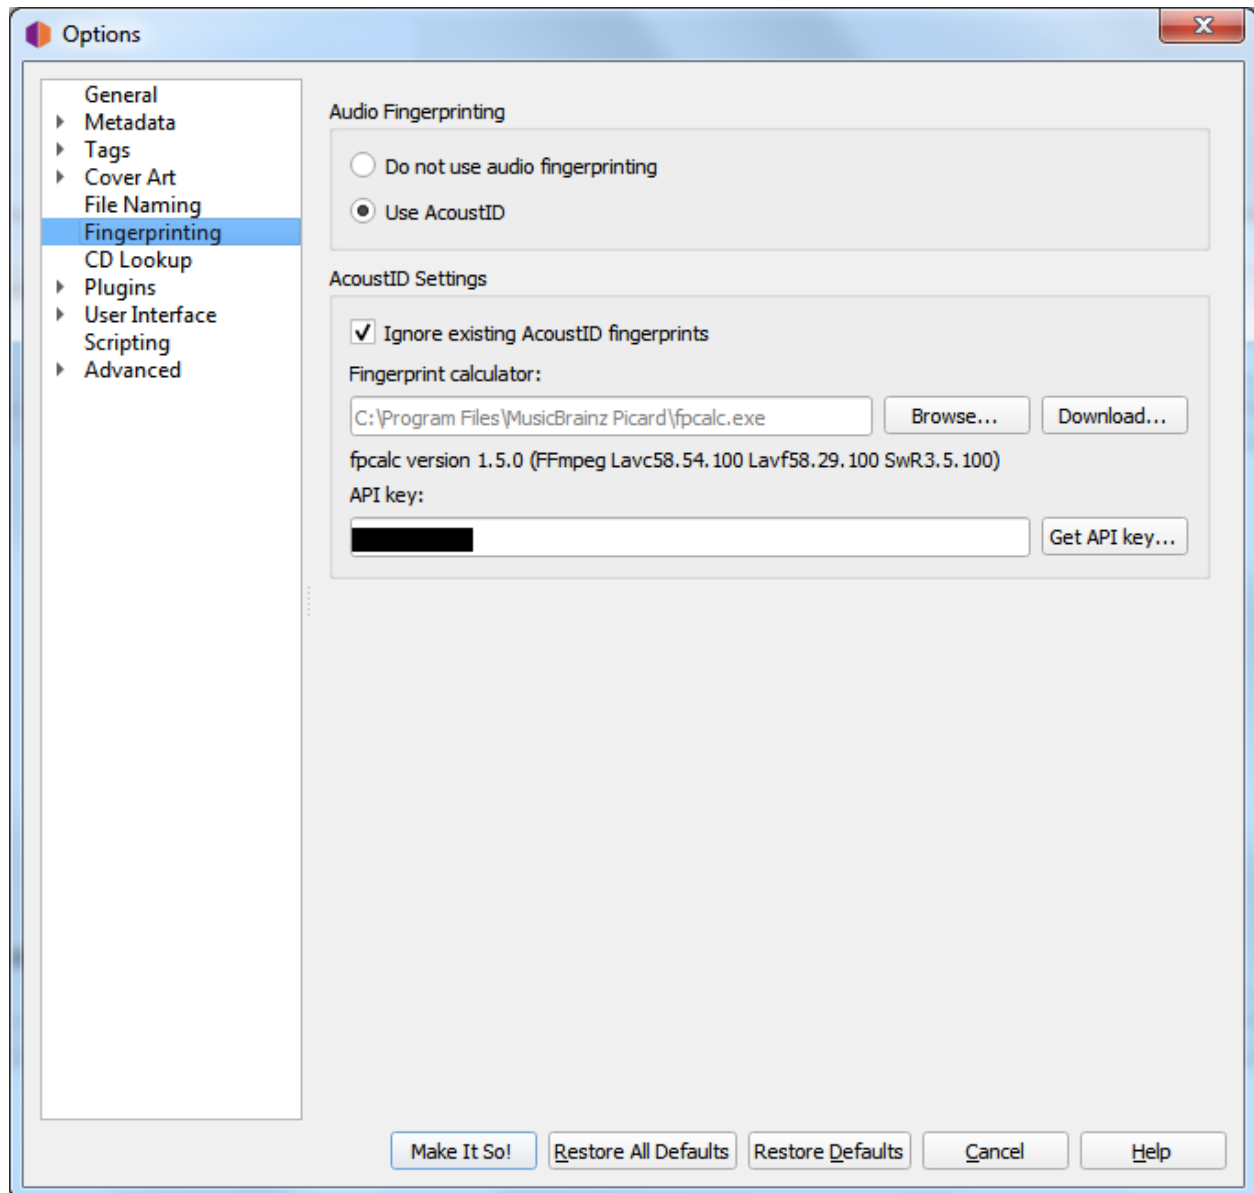 Options
General
Metadata
Tags
Cover Art
File Naming
Fingerprinting
CD Lookup
Plugins
User Interface
Scripting
Advanced
Audio Fingerprinting
Do not use audio fingerprinting
Use AcoustID
AcoustID Settings
Ignore existing AcoustID fingerprints
Fingerprint calculator:
C:\Program Files\MusicBrainz Picard\fpcalc.exe Browse... Download...
fpcalc version 1.5.0 (FFmpeg Lavc58.54.100 Lavf58.29.100 SwR3.5.100)
API key:
Get API key...
Make It So! Restore All Defaults Restore Defaults Cancel Help